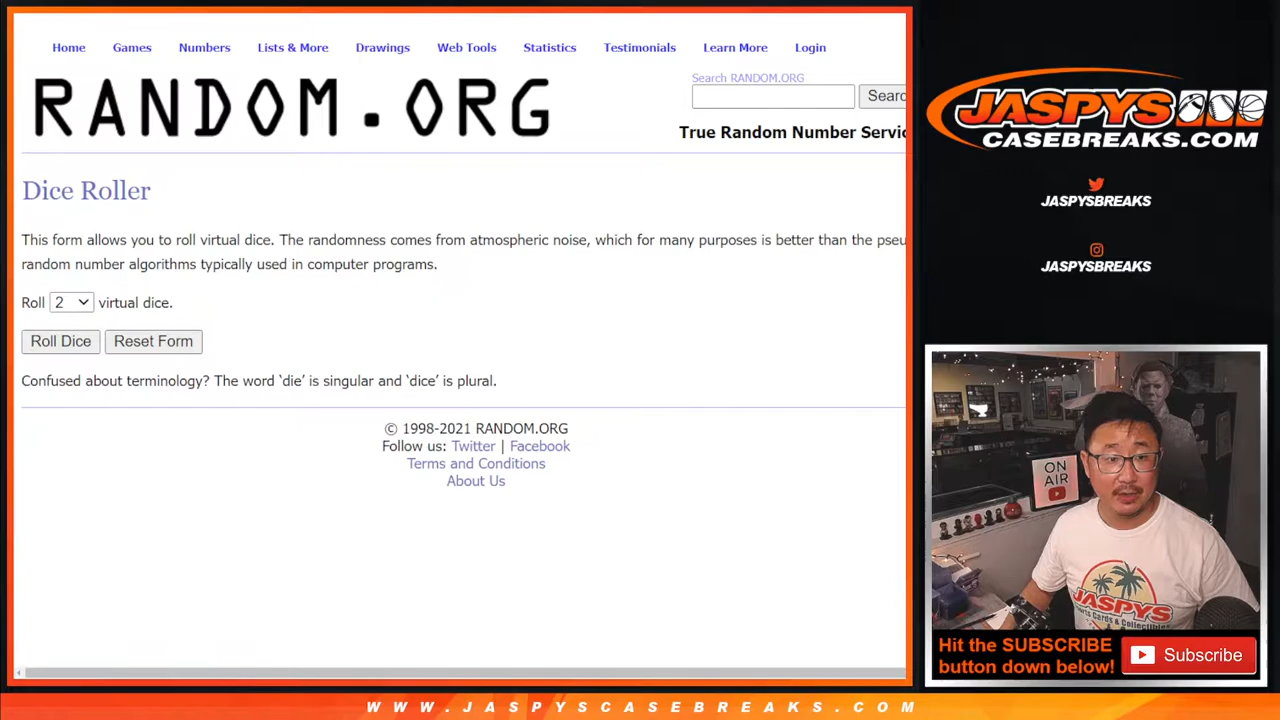 Home Games Numbers Lists & More Drawings Web Tools Statistics Testimonials Learn More Login
RANDOM.ORG
Search RANDOM.ORG
Searc
True Random Number Servic
Dice Roller
This form allows you to roll virtual dice. The randomness comes from atmospheric noise, which for many purposes is better than the pseu
random number algorithms typically used in computer programs.
Roll 2 virtual dice.
Roll Dice Reset Form
Confused about terminology? The word ‘die’ is singular and ‘dice’ is plural.
© 1998-2021 RANDOM.ORG
Follow us: Twitter | Facebook
Terms and Conditions
About Us
JASPYS
CASEBREAKS.COM
JASPYSBREAKS
JASPYSBREAKS
ON
AIR
JASPYS
Sports Cards & Collectibles
Hit the SUBSCRIBE
button down below!
Subscribe
WWW.JASPYSCASEBREAKS.COM